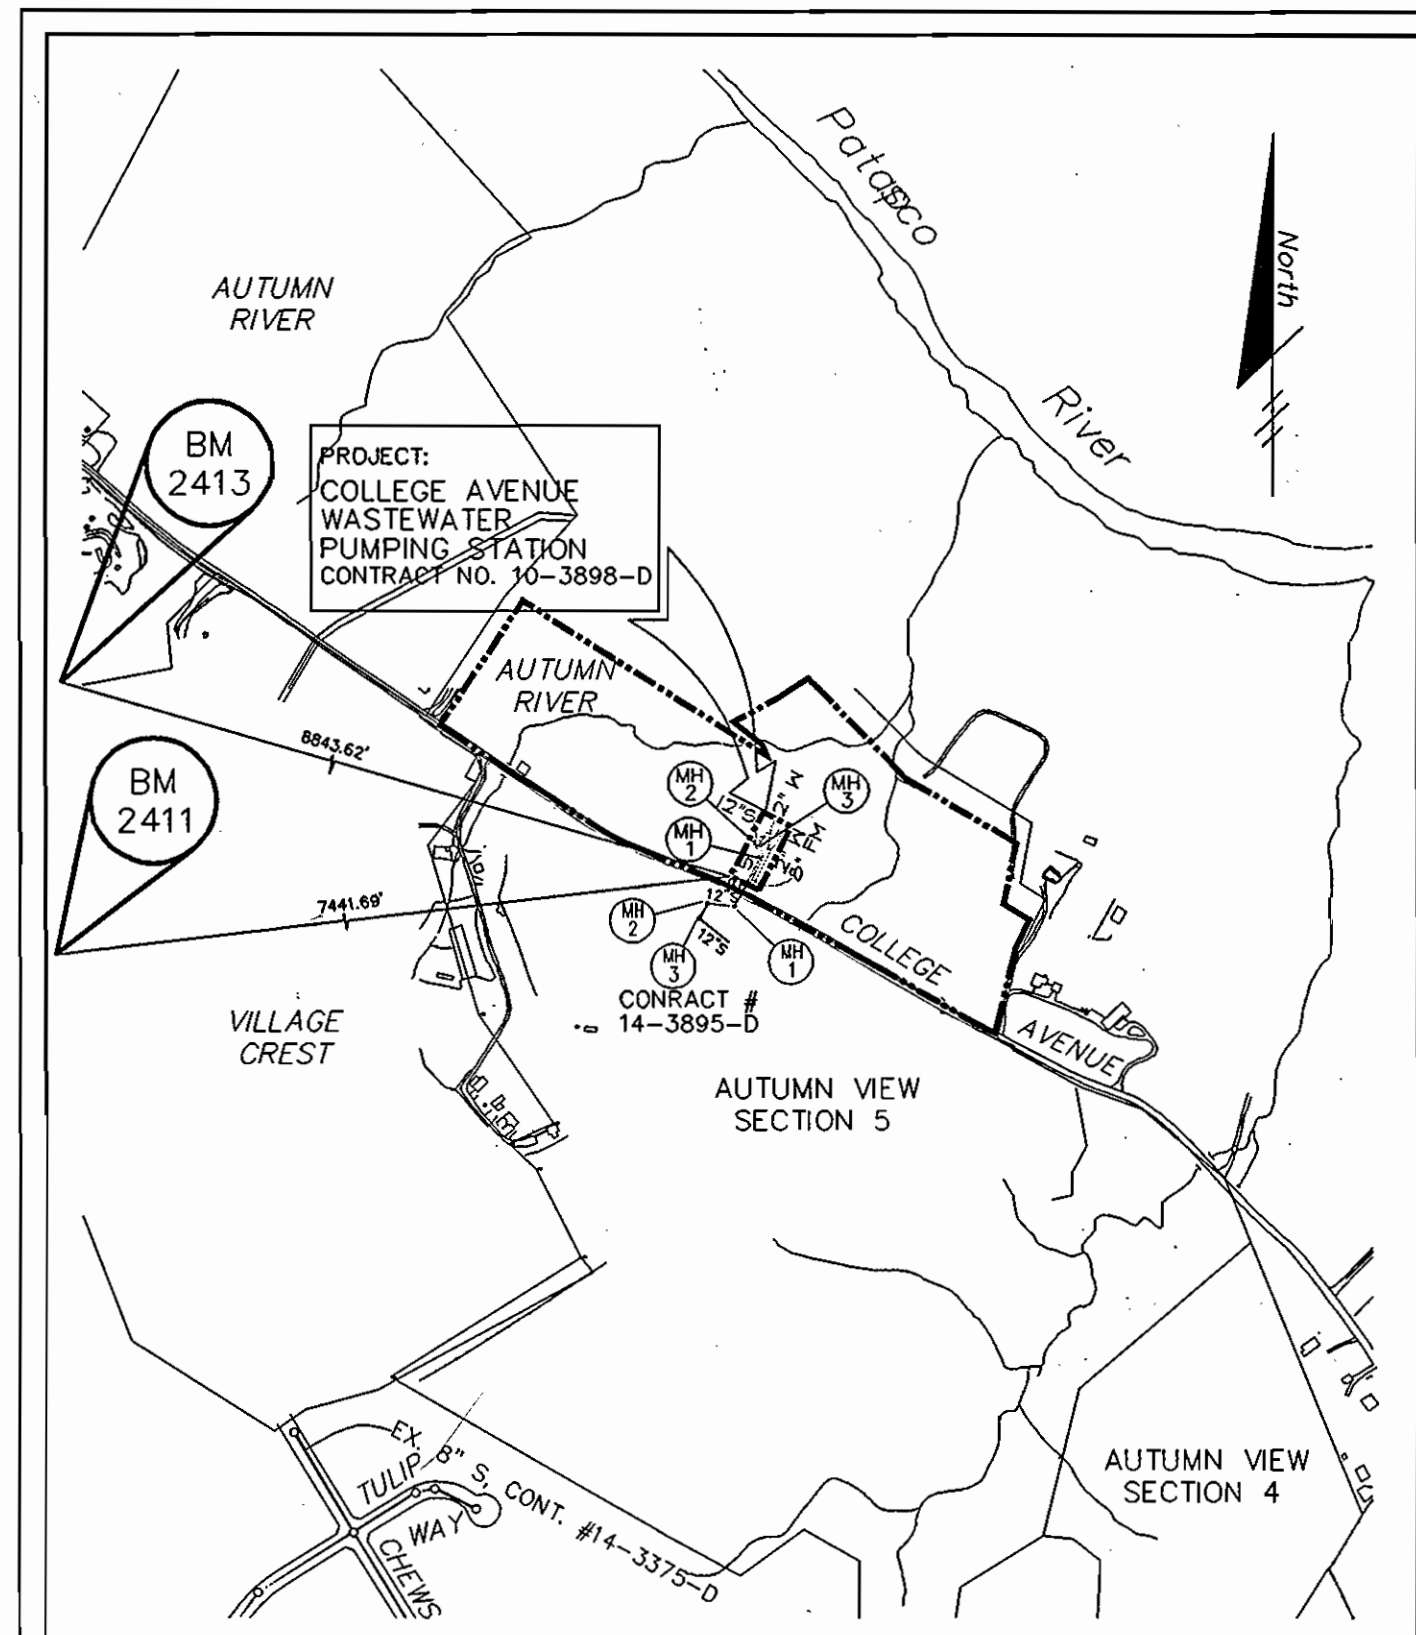 Patapsco
River
North
AUTUMN
RIVER
BM
2413
PROJECT:
COLLEGE AVENUE
WASTEWATER
PUMPING STATION
CONTRACT NO. 10-3898-D
AUTUMN
RIVER
8843.62'
BM
2411
7441.69'
MH
2
MH
3
MH
1
12"S
12" M
FM
MH
2
12"
12"S
MH
3
MH
1
CONRACT #
14-3895-D
COLLEGE
AVENUE
VILLAGE
CREST
AUTUMN VIEW
SECTION 5
AUTUMN VIEW
SECTION 4
EX. 8" S, CONT. #14-3375-D
TULIP
WAY
CHEWS